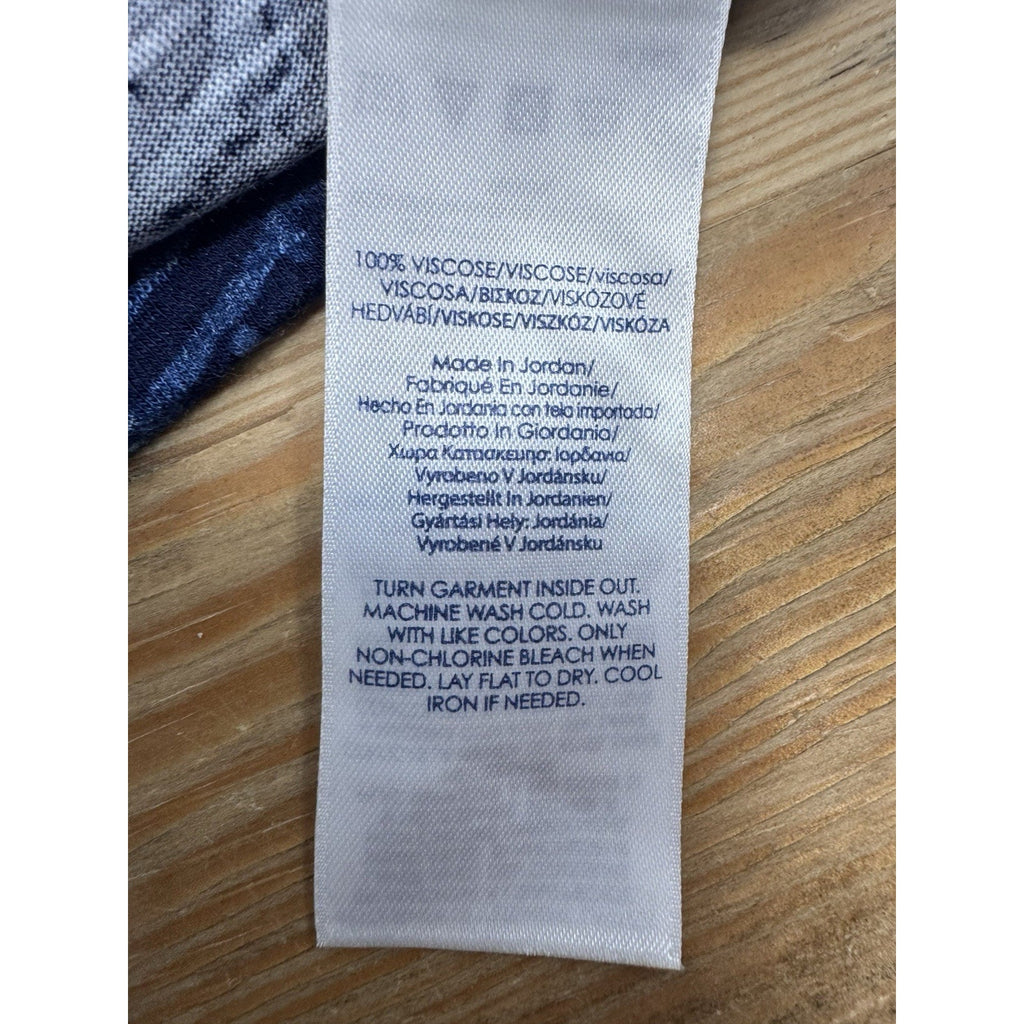 100% VISCOSE/VISCOSE/viscosa/
VISCOSA/ΒΙΣΚΟΖ/VISKÓZOVÉ
HEDVÁBÍ/VISKOSE/VISZKÓZ/VISKÓZA
Made In Jordan/
Fabriqué En Jordanie/
Hecho En Jordania con tela importada/
Prodotto In Giordania/
Χώρα Κατασκευής: Ιορδανία/
Vyrobeno V Jordánsku/
Hergestellt In Jordanien/
Gyártási Hely: Jordánia/
Vyrobené V Jordánsku
TURN GARMENT INSIDE OUT.
MACHINE WASH COLD. WASH
WITH LIKE COLORS. ONLY
NON-CHLORINE BLEACH WHEN
NEEDED. LAY FLAT TO DRY. COOL
IRON IF NEEDED.